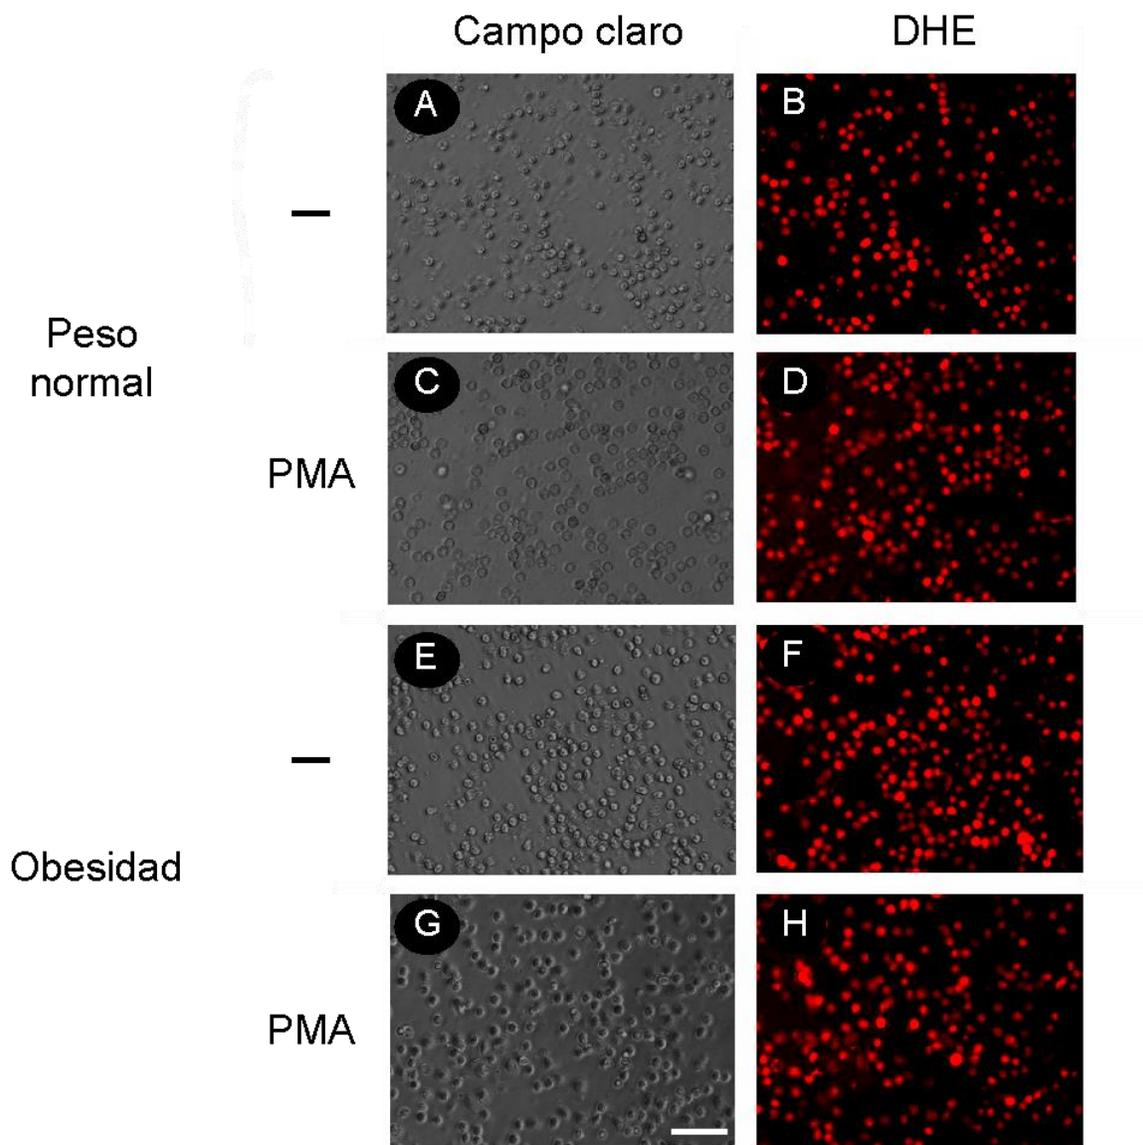 Campo claro
DHE
A
B
—
Peso
normal
C
D
PMA
E
F
—
Obesidad
G
H
PMA